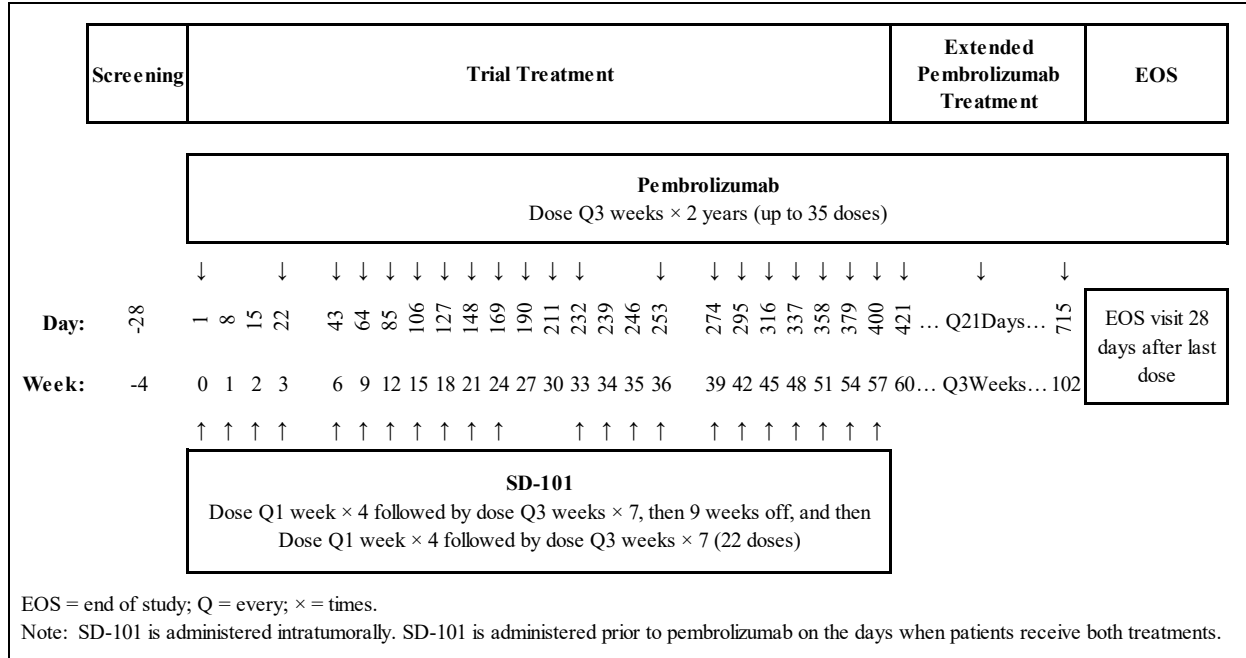 Screening
Trial Treatment
Extended
Pembrolizumab
Treatment
EOS
Pembrolizumab
Dose Q3 weeks × 2 years (up to 35 doses)
↓ ↓ ↓ ↓ ↓ ↓ ↓ ↓ ↓ ↓ ↓ ↓ ↓ ↓ ↓ ↓ ↓ ↓ ↓ ↓ ↓ ↓ ↓
Day: -28 1 8 15 22 43 64 85 106 127 148 169 190 211 232 239 246 253 274 295 316 337 358 379 400 421 … Q21Days… 715
Week: -4 0 1 2 3 6 9 12 15 18 21 24 27 30 33 34 35 36 39 42 45 48 51 54 57 60… Q3Weeks… 102
↑ ↑ ↑ ↑ ↑ ↑ ↑ ↑ ↑ ↑ ↑ ↑ ↑ ↑ ↑ ↑ ↑ ↑ ↑ ↑ ↑ ↑
EOS visit 28
days after last
dose
SD-101
Dose Q1 week × 4 followed by dose Q3 weeks × 7, then 9 weeks off, and then
Dose Q1 week × 4 followed by dose Q3 weeks × 7 (22 doses)
EOS = end of study; Q = every; × = times.
Note: SD-101 is administered intratumorally. SD-101 is administered prior to pembrolizumab on the days when patients receive both treatments.